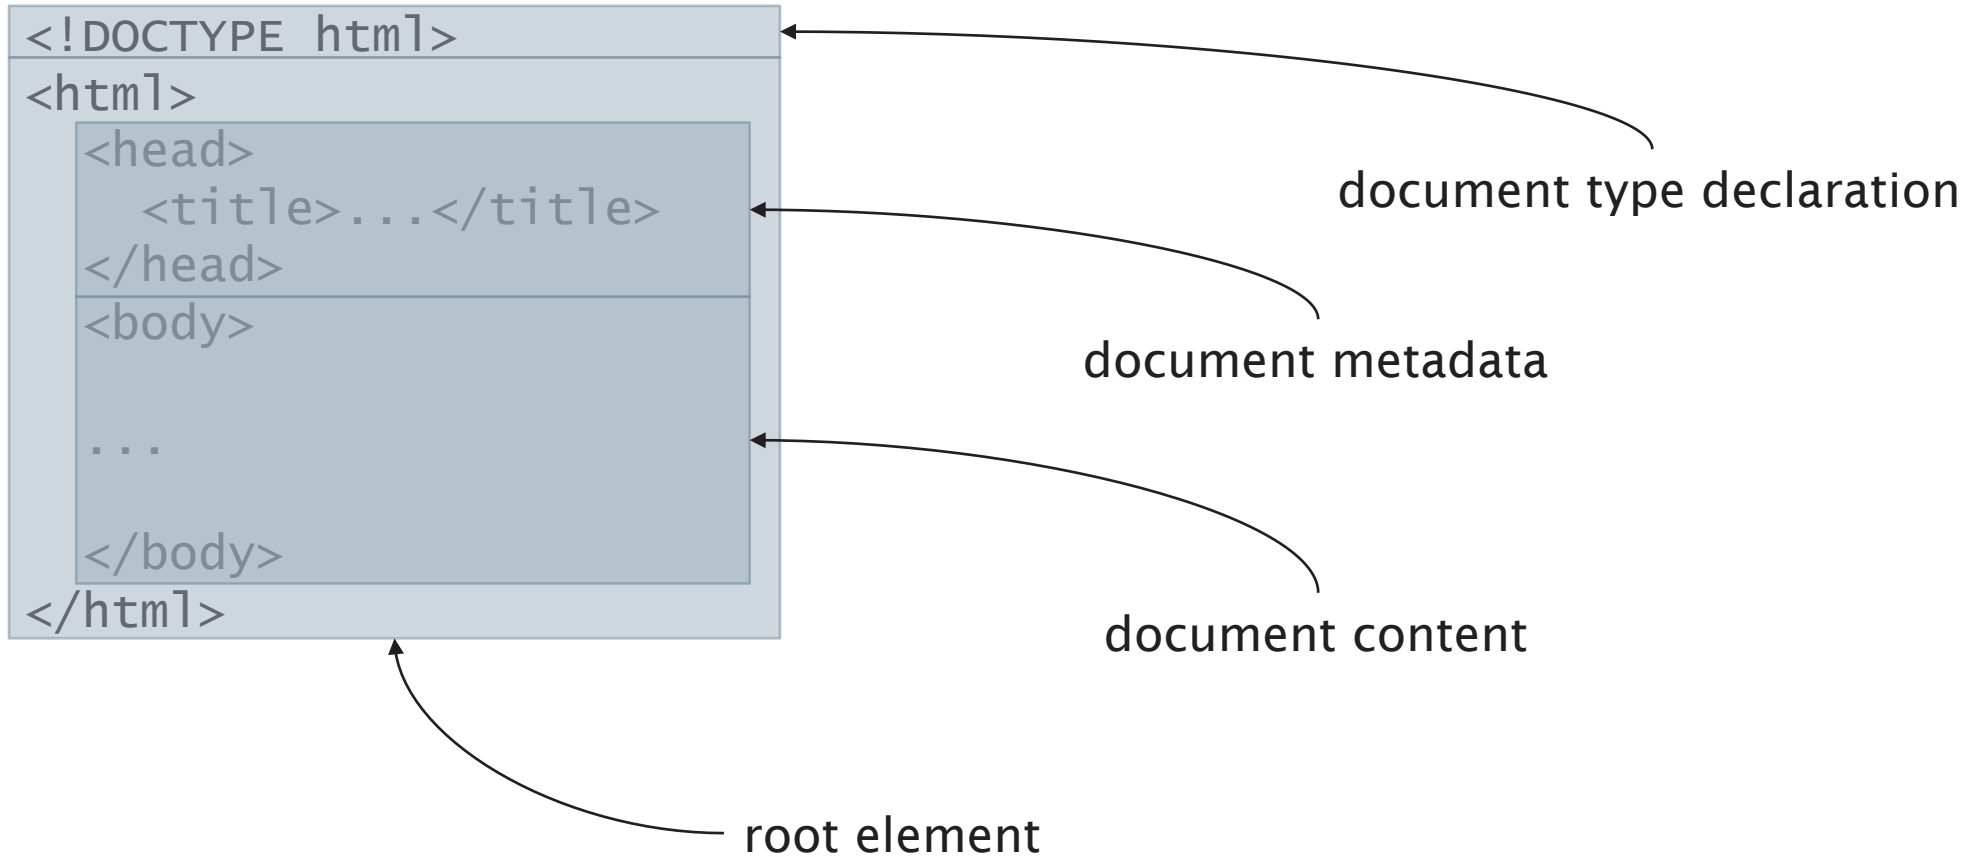 <!DOCTYPE html>
<html>
<head>
<title>...</title>
</head>
<body>
...
</body>
</html>
document type declaration
document metadata
document content
root element